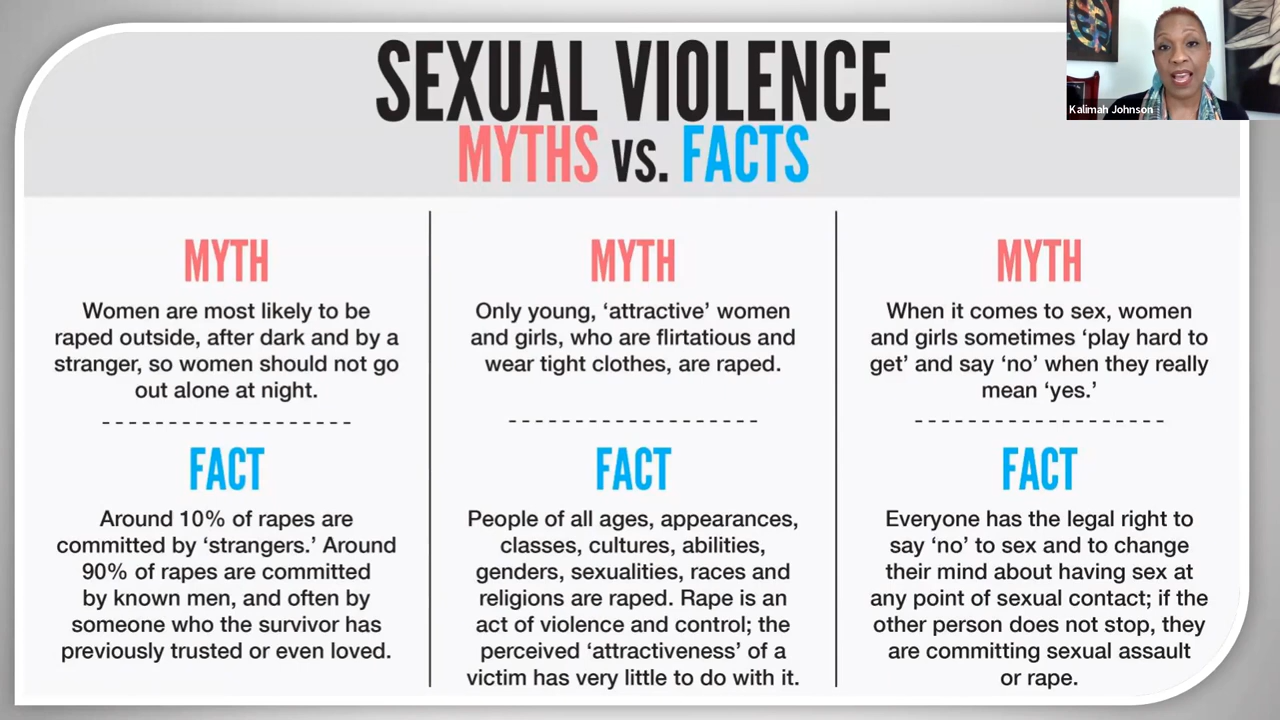 SEXUAL VIOLENCE
MYTHS vs. FACTS
Kalimah Johnson
MYTH
Women are most likely to be
raped outside, after dark and by a
stranger, so women should not go
out alone at night.
FACT
Around 10% of rapes are
committed by ‘strangers.’ Around
90% of rapes are committed
by known men, and often by
someone who the survivor has
previously trusted or even loved.
MYTH
Only young, ‘attractive’ women
and girls, who are flirtatious and
wear tight clothes, are raped.
FACT
People of all ages, appearances,
classes, cultures, abilities,
genders, sexualities, races and
religions are raped. Rape is an
act of violence and control; the
perceived ‘attractiveness’ of a
victim has very little to do with it.
MYTH
When it comes to sex, women
and girls sometimes ‘play hard to
get’ and say ‘no’ when they really
mean ‘yes.’
FACT
Everyone has the legal right to
say ‘no’ to sex and to change
their mind about having sex at
any point of sexual contact; if the
other person does not stop, they
are committing sexual assault
or rape.